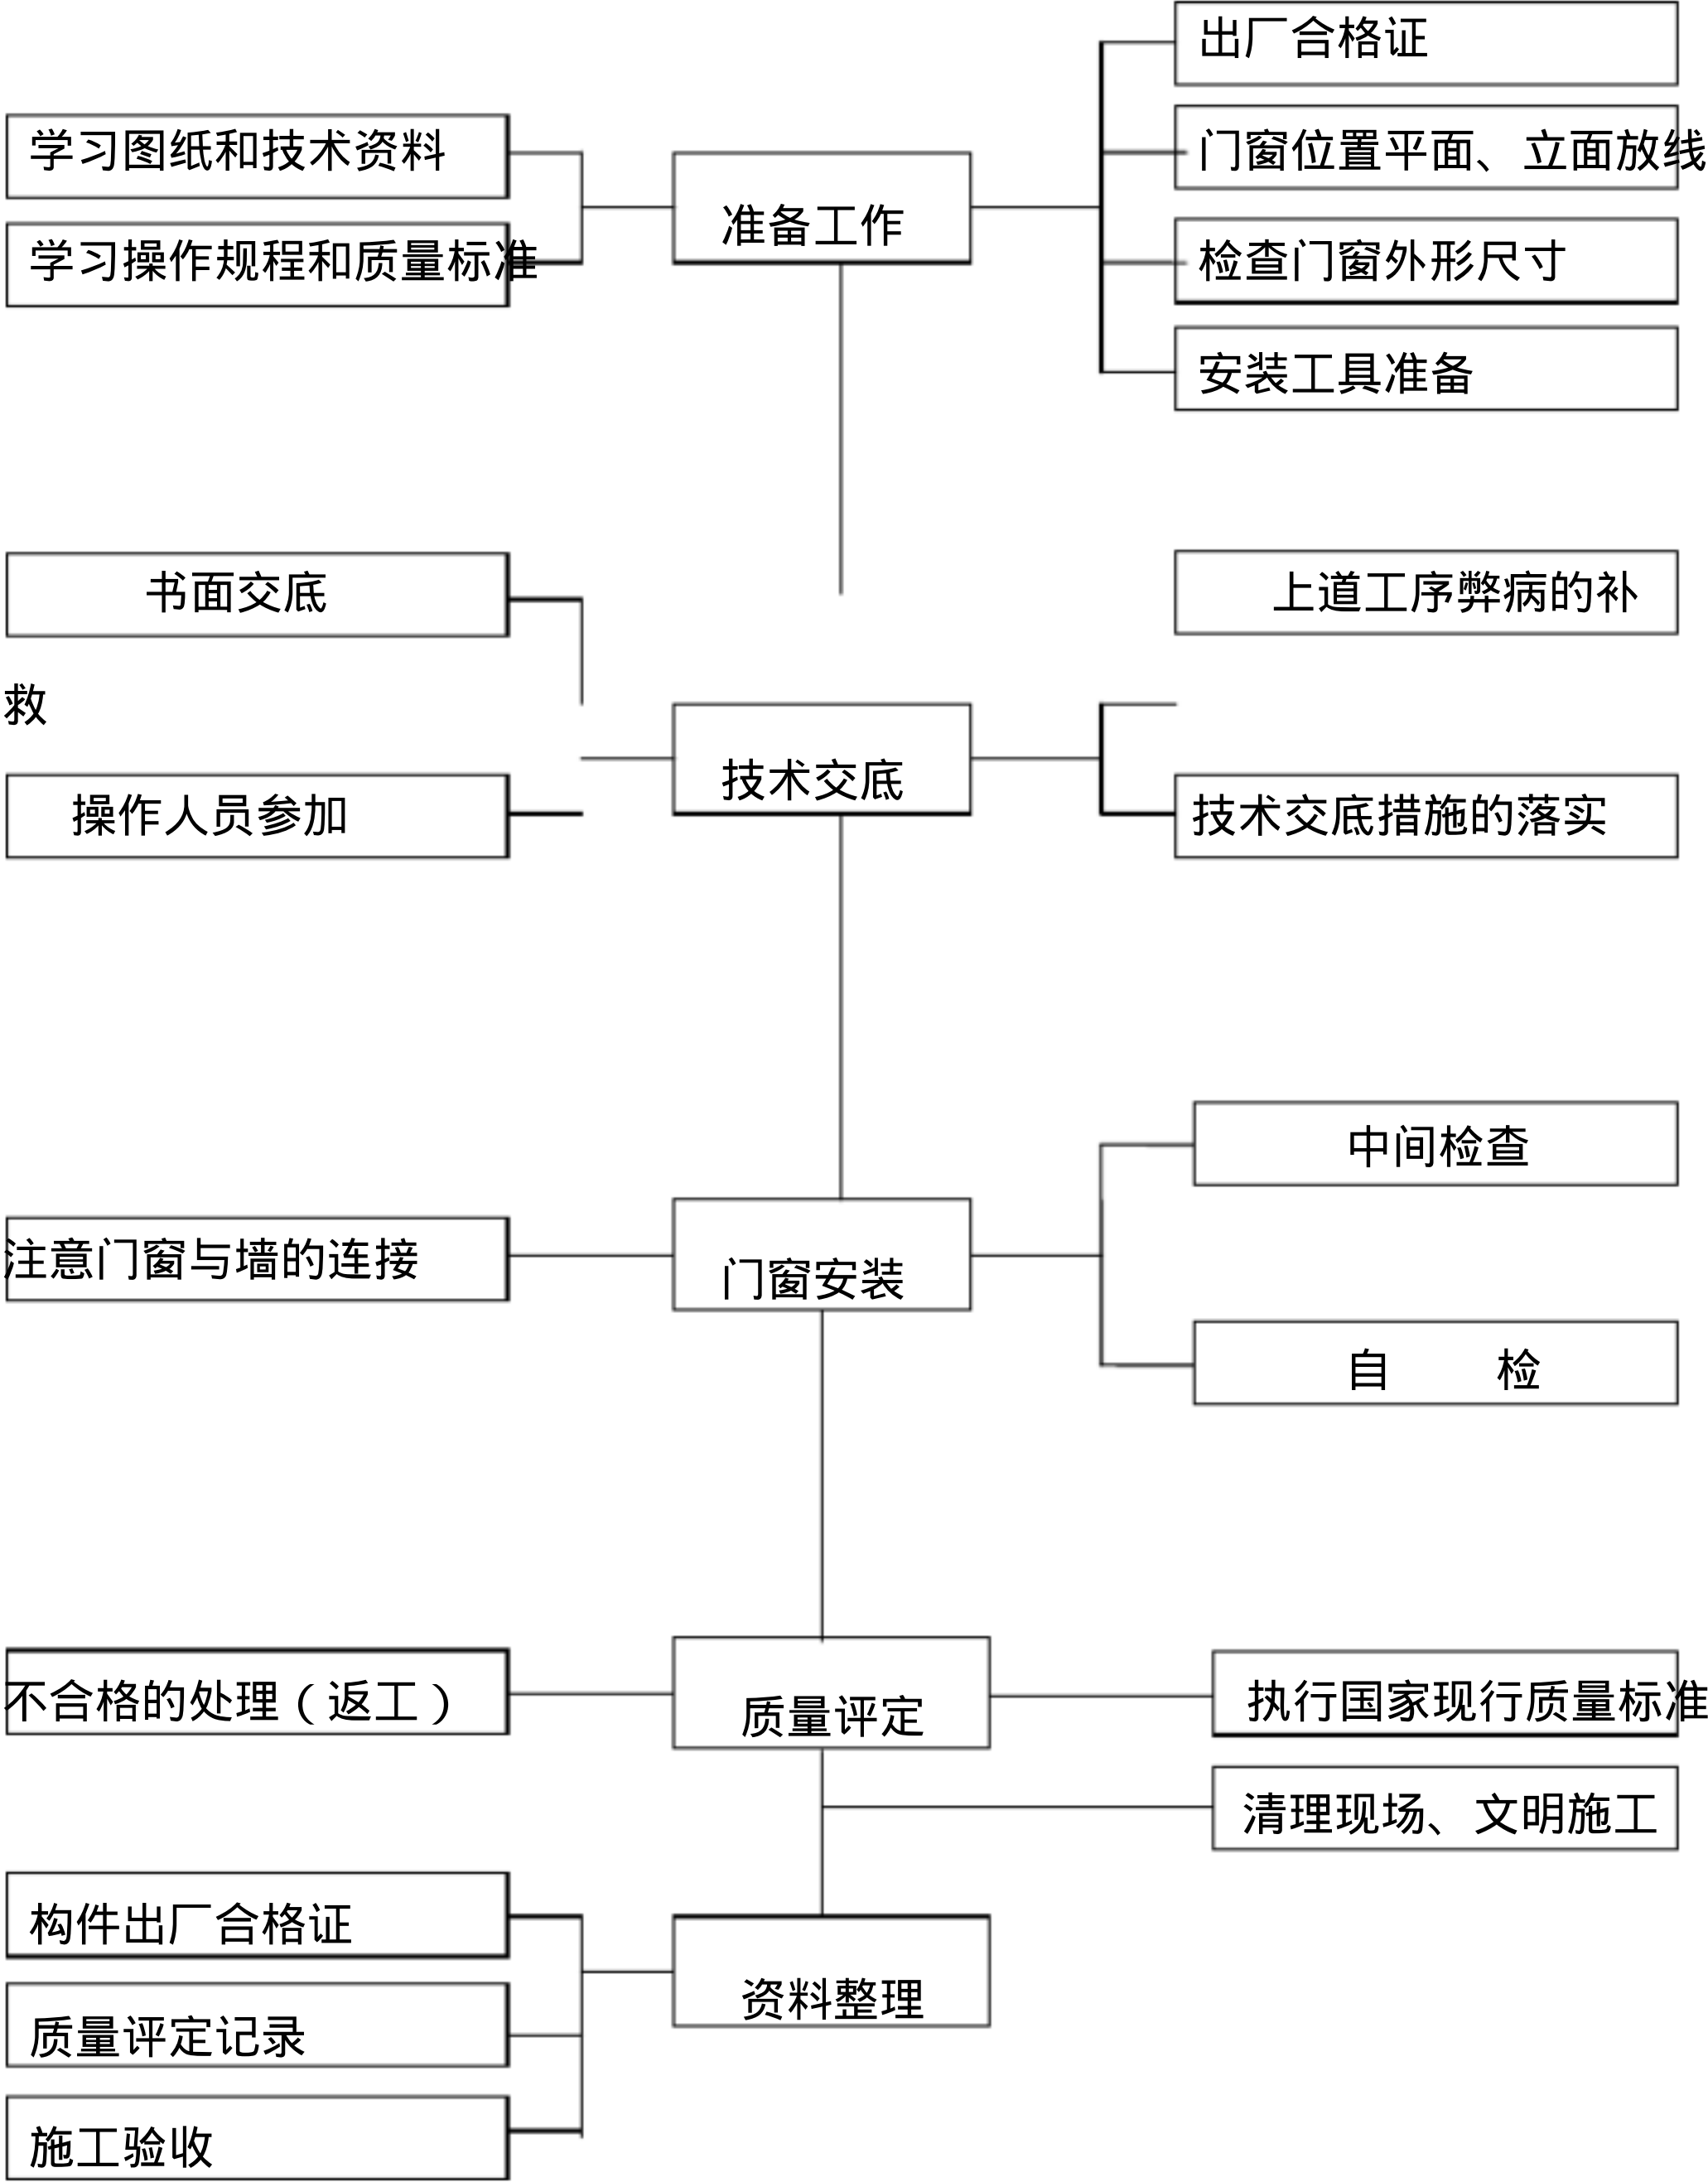 出厂合格证
学习图纸和技术资料
门窗位置平面、立面放线
准备工作
学习操作规程和质量标准
检查门窗外形尺寸
安装工具准备
书面交底
上道工序弊病的补
救
技术交底
操作人员参加
技术交底措施的落实
中间检查
注意门窗与墙的连接
门窗安装
自 检
不合格的处理（返工）
质量评定
执行国家现行质量标准
清理现场、文明施工
构件出厂合格证
资料整理
质量评定记录
施工验收